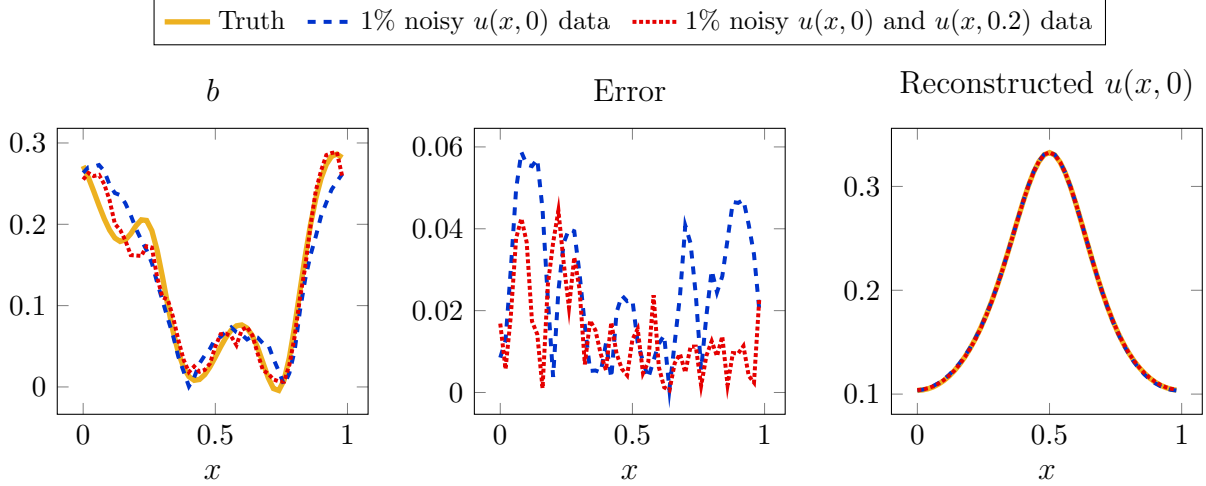 Truth 1% noisy u(x, 0) data 1% noisy u(x, 0) and u(x, 0.2) data
b
0.3
0.2
0.1
0
0 0.5 1
x
Error
0.06
0.04
0.02
0
0 0.5 1
x
Reconstructed u(x, 0)
0.3
0.2
0.1
0 0.5 1
x